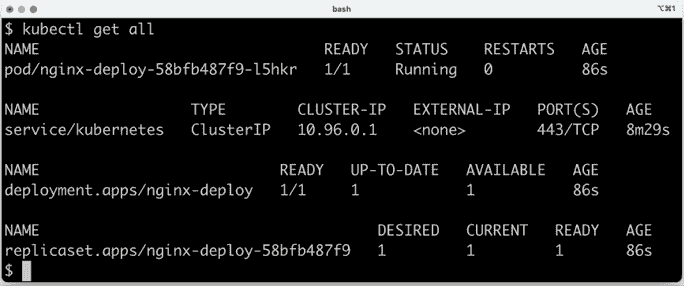 bash
⌥⌘1
$ kubectl get all
NAME                              READY   STATUS    RESTARTS   AGE
pod/nginx-deploy-58bfb487f9-l5hkr   1/1     Running   0          86s
NAME                 TYPE        CLUSTER-IP   EXTERNAL-IP   PORT(S)   AGE
service/kubernetes   ClusterIP   10.96.0.1    <none>        443/TCP   8m29s
NAME                           READY   UP-TO-DATE   AVAILABLE   AGE
deployment.apps/nginx-deploy   1/1     1            1           86s
NAME                                      DESIRED   CURRENT   READY   AGE
replicaset.apps/nginx-deploy-58bfb487f9   1         1         1       86s
$